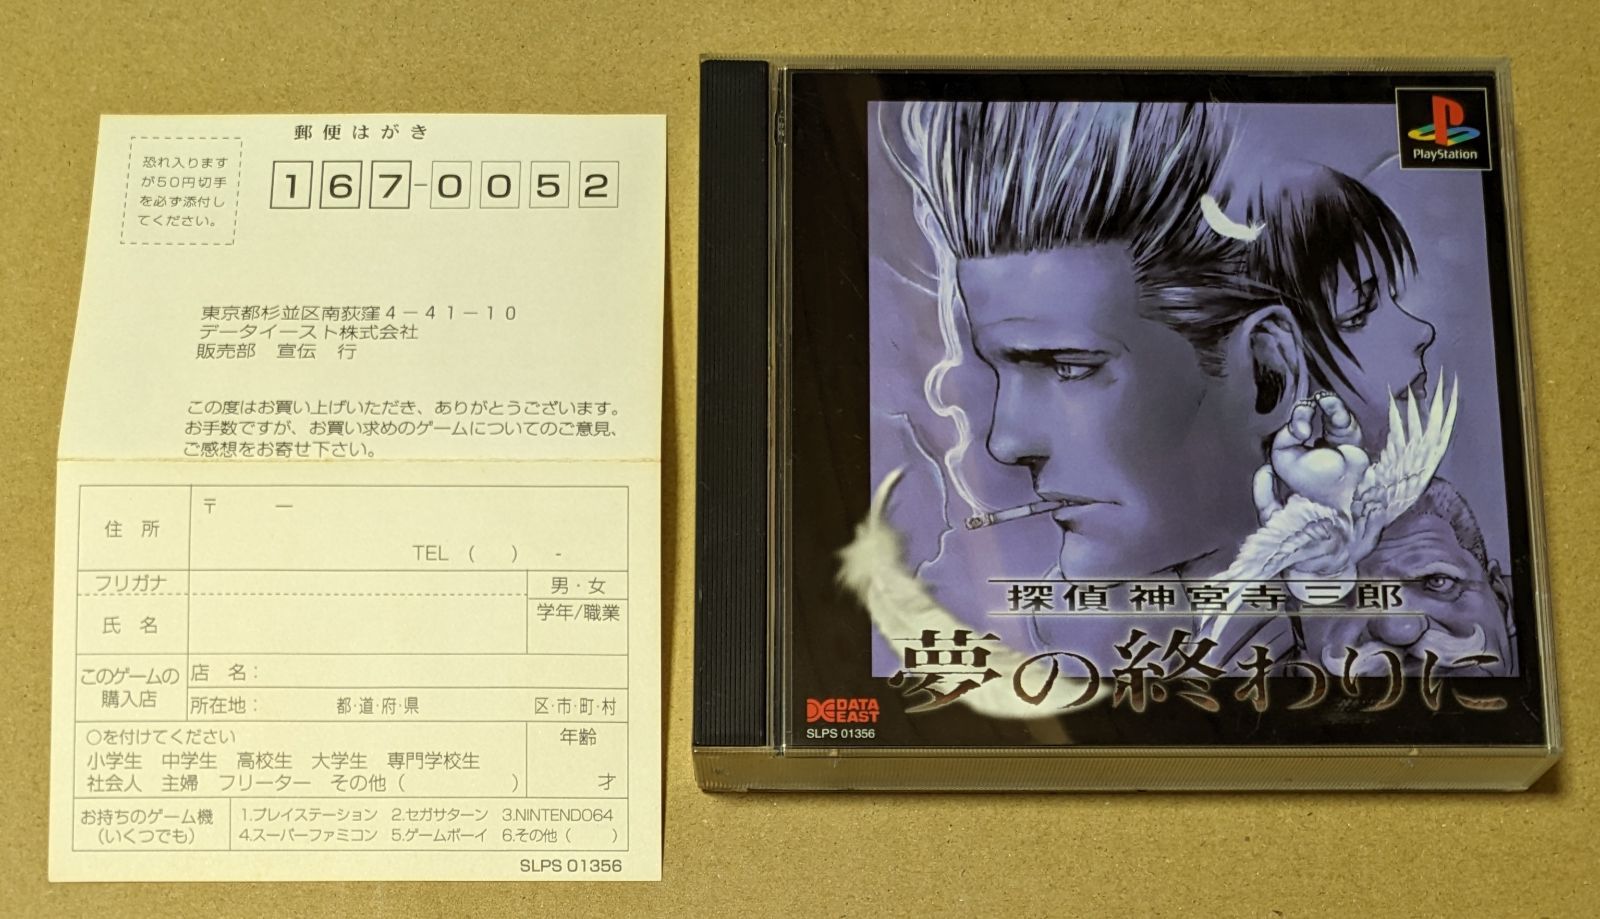 郵便はがき
恐れ入ります
が50円切手
を必ず添付し
てください。
167-0052
東京都杉並区南荻窪4-41-10
データイースト株式会社
販売部 宣伝 行
この度はお買い上げいただき、ありがとうございます。
お手数ですが、お買い求めのゲームについてのご意見、
ご感想をお寄せ下さい。
住 所
〒 ー
TEL ( ) -
フリガナ
男・女
氏 名
学年/職業
このゲームの
購入店
店 名:
所在地: 都・道・府・県 区・市・町・村
○を付けてください
年齢
小学生 中学生 高校生 大学生 専門学校生
社会人 主婦 フリーター その他( )
才
お持ちのゲーム機
(いくつでも)
1.プレイステーション 2.セガサターン 3.NINTENDO64
4.スーパーファミコン 5.ゲームボーイ 6.その他( )
SLPS 01356
PlayStation
探偵 神宮寺三郎
夢の終わりに
DATA
EAST
SLPS 01356